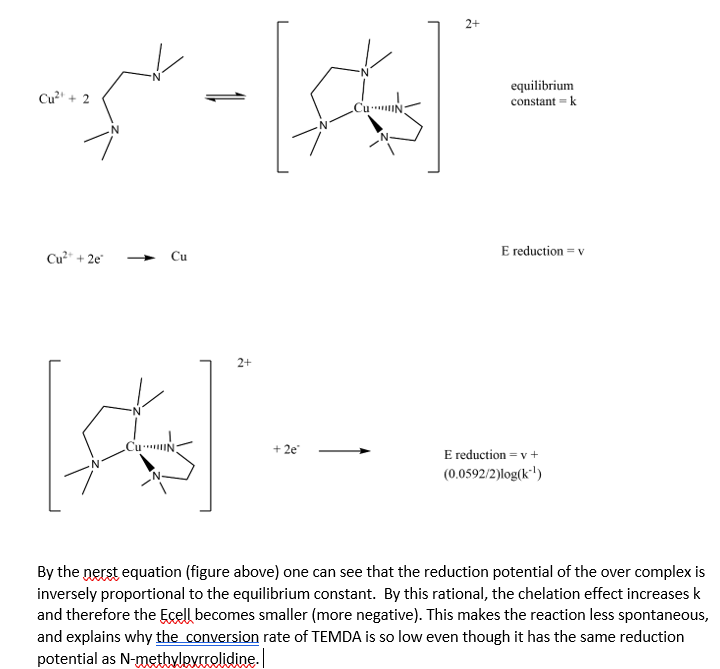 2+
N
Cu²⁺ + 2
N
N
Cu
N
N
N
equilibrium
constant = k
Cu²⁺ + 2e⁻ → Cu
E reduction = v
2+
N
Cu
N
N
N
+ 2e⁻ →
E reduction = v +
(0.0592/2)log(k⁻¹)
By the nerst equation (figure above) one can see that the reduction potential of the over complex is
inversely proportional to the equilibrium constant. By this rational, the chelation effect increases k
and therefore the Ecell becomes smaller (more negative). This makes the reaction less spontaneous,
and explains why the conversion rate of TEMDA is so low even though it has the same reduction
potential as N-methylpyrrolidine.